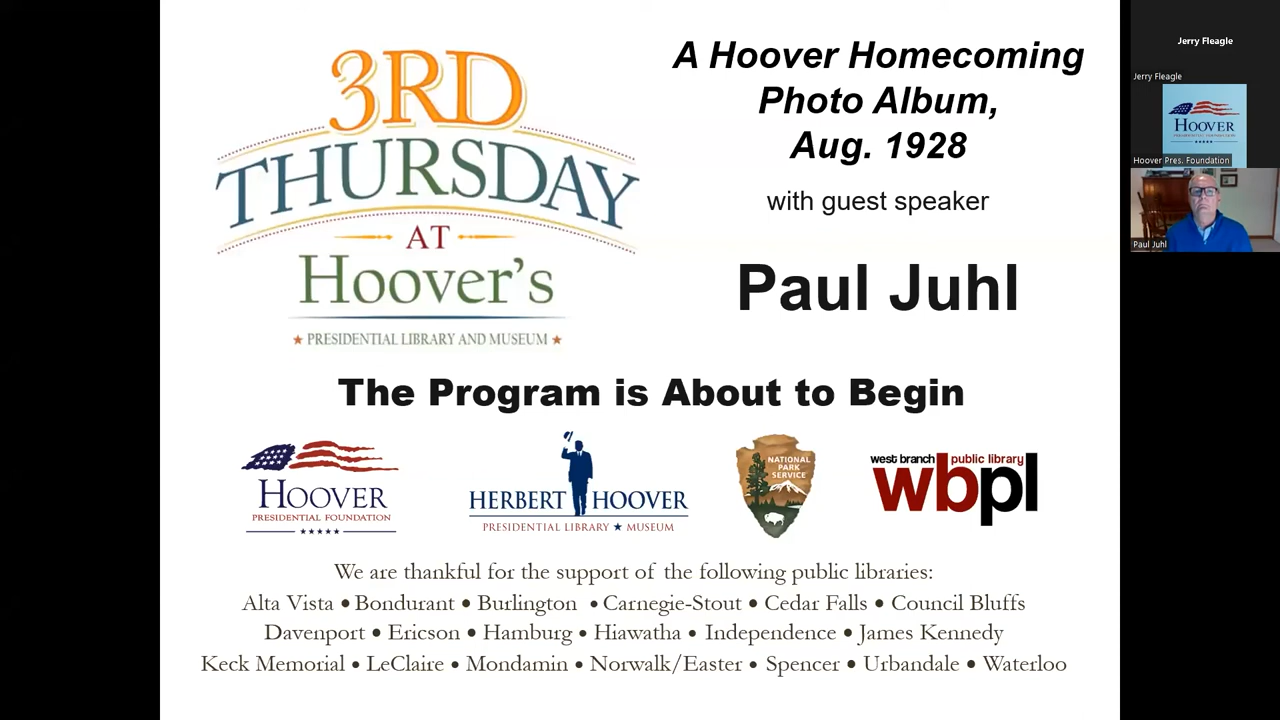 3RD
THURSDAY
AT
Hoover's
★ PRESIDENTIAL LIBRARY AND MUSEUM ★
A Hoover Homecoming
Photo Album,
Aug. 1928
with guest speaker
Paul Juhl
The Program is About to Begin
HOOVER
PRESIDENTIAL FOUNDATION
HERBERT HOOVER
PRESIDENTIAL LIBRARY ★ MUSEUM
NATIONAL
PARK
SERVICE
west branch public library
wbpl
We are thankful for the support of the following public libraries:
Alta Vista • Bondurant • Burlington • Carnegie-Stout • Cedar Falls • Council Bluffs
Davenport • Ericson • Hamburg • Hiawatha • Independence • James Kennedy
Keck Memorial • LeClaire • Mondamin • Norwalk/Easter • Spencer • Urbandale • Waterloo
Jerry Fleagle
Jerry Fleagle
HOOVER
PRESIDENTIAL FOUNDATION
Hoover Pres. Foundation
Paul Juhl